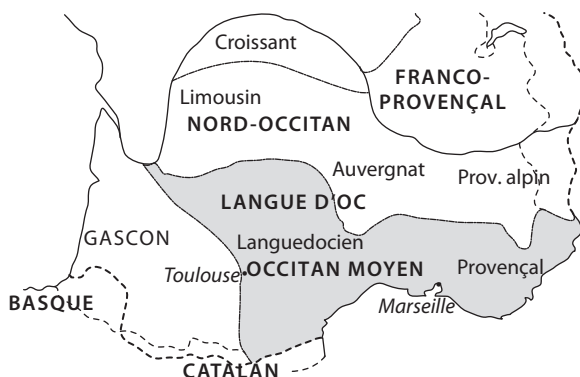 Croissant
FRANCO-
PROVENÇAL
Limousin
NORD-OCCITAN
Auvergnat
Prov. alpin
LANGUE D'OC
GASCON
Languedocien
Toulouse
OCCITAN MOYEN
Provençal
BASQUE
Marseille
CATALAN